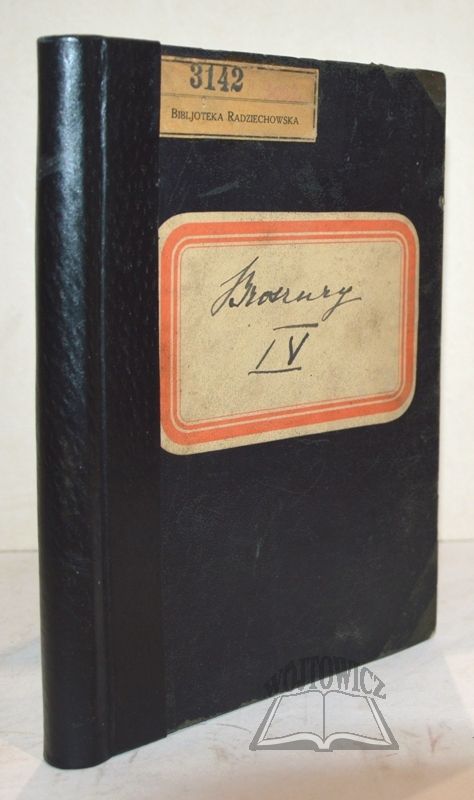 3142
BIBLJOTEKA RADZIECHOWSKA
Broszury
IV
WÓJTOWICZ